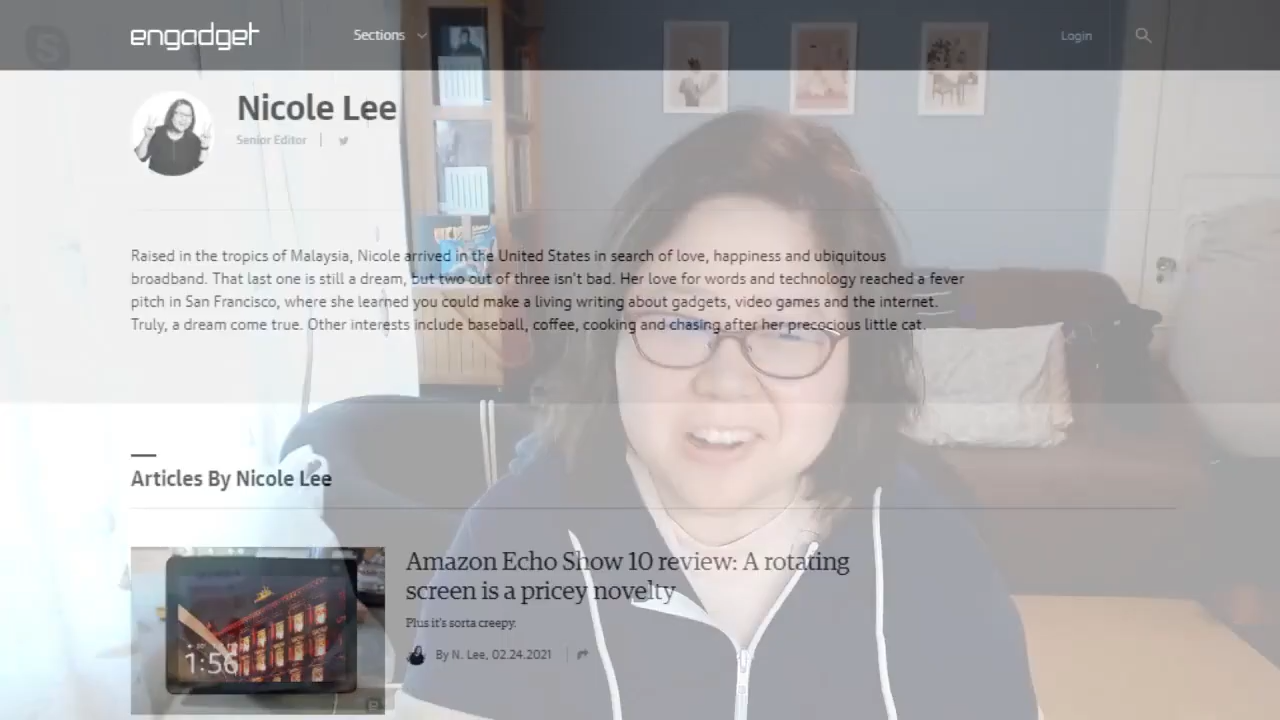 engadget
Sections
Login
Nicole Lee
Senior Editor
Raised in the tropics of Malaysia, Nicole arrived in the United States in search of love, happiness and ubiquitous
broadband. That last one is still a dream, but two out of three isn't bad. Her love for words and technology reached a fever
pitch in San Francisco, where she learned you could make a living writing about gadgets, video games and the internet.
Truly, a dream come true. Other interests include baseball, coffee, cooking and chasing after her precocious little cat.
Articles By Nicole Lee
Amazon Echo Show 10 review: A rotating
screen is a pricey novelty
Plus it's sorta creepy.
By N. Lee, 02.24.2021
1:56